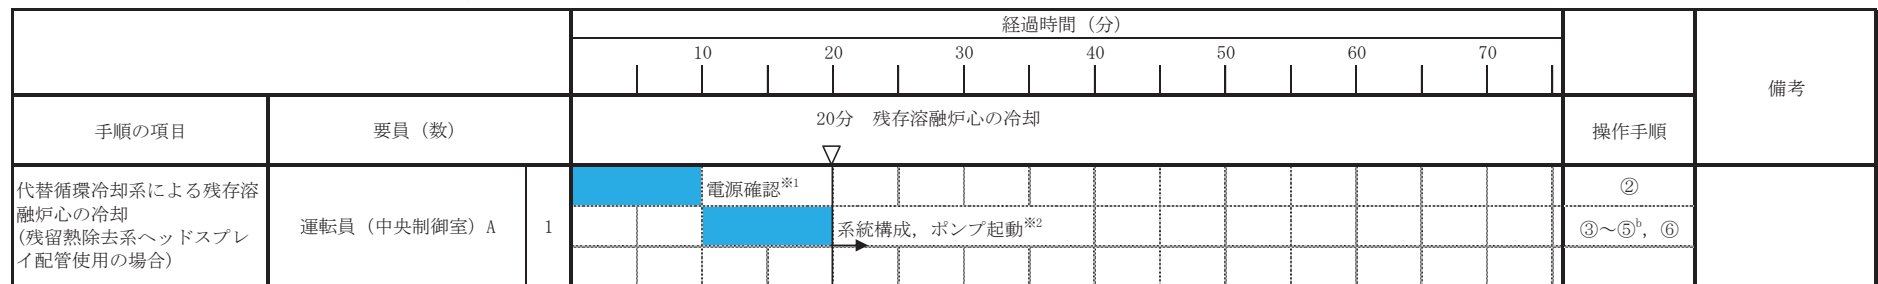 経過時間（分）
10 20 30 40 50 60 70
備考
手順の項目
要員（数）
20分　残存溶融炉心の冷却
操作手順
代替循環冷却系による残存溶
融炉心の冷却
（残留熱除去系ヘッドスプレ
イ配管使用の場合）
運転員（中央制御室）A
1
電源確認※1
②
系統構成，ポンプ起動※2
③～⑤b，⑥